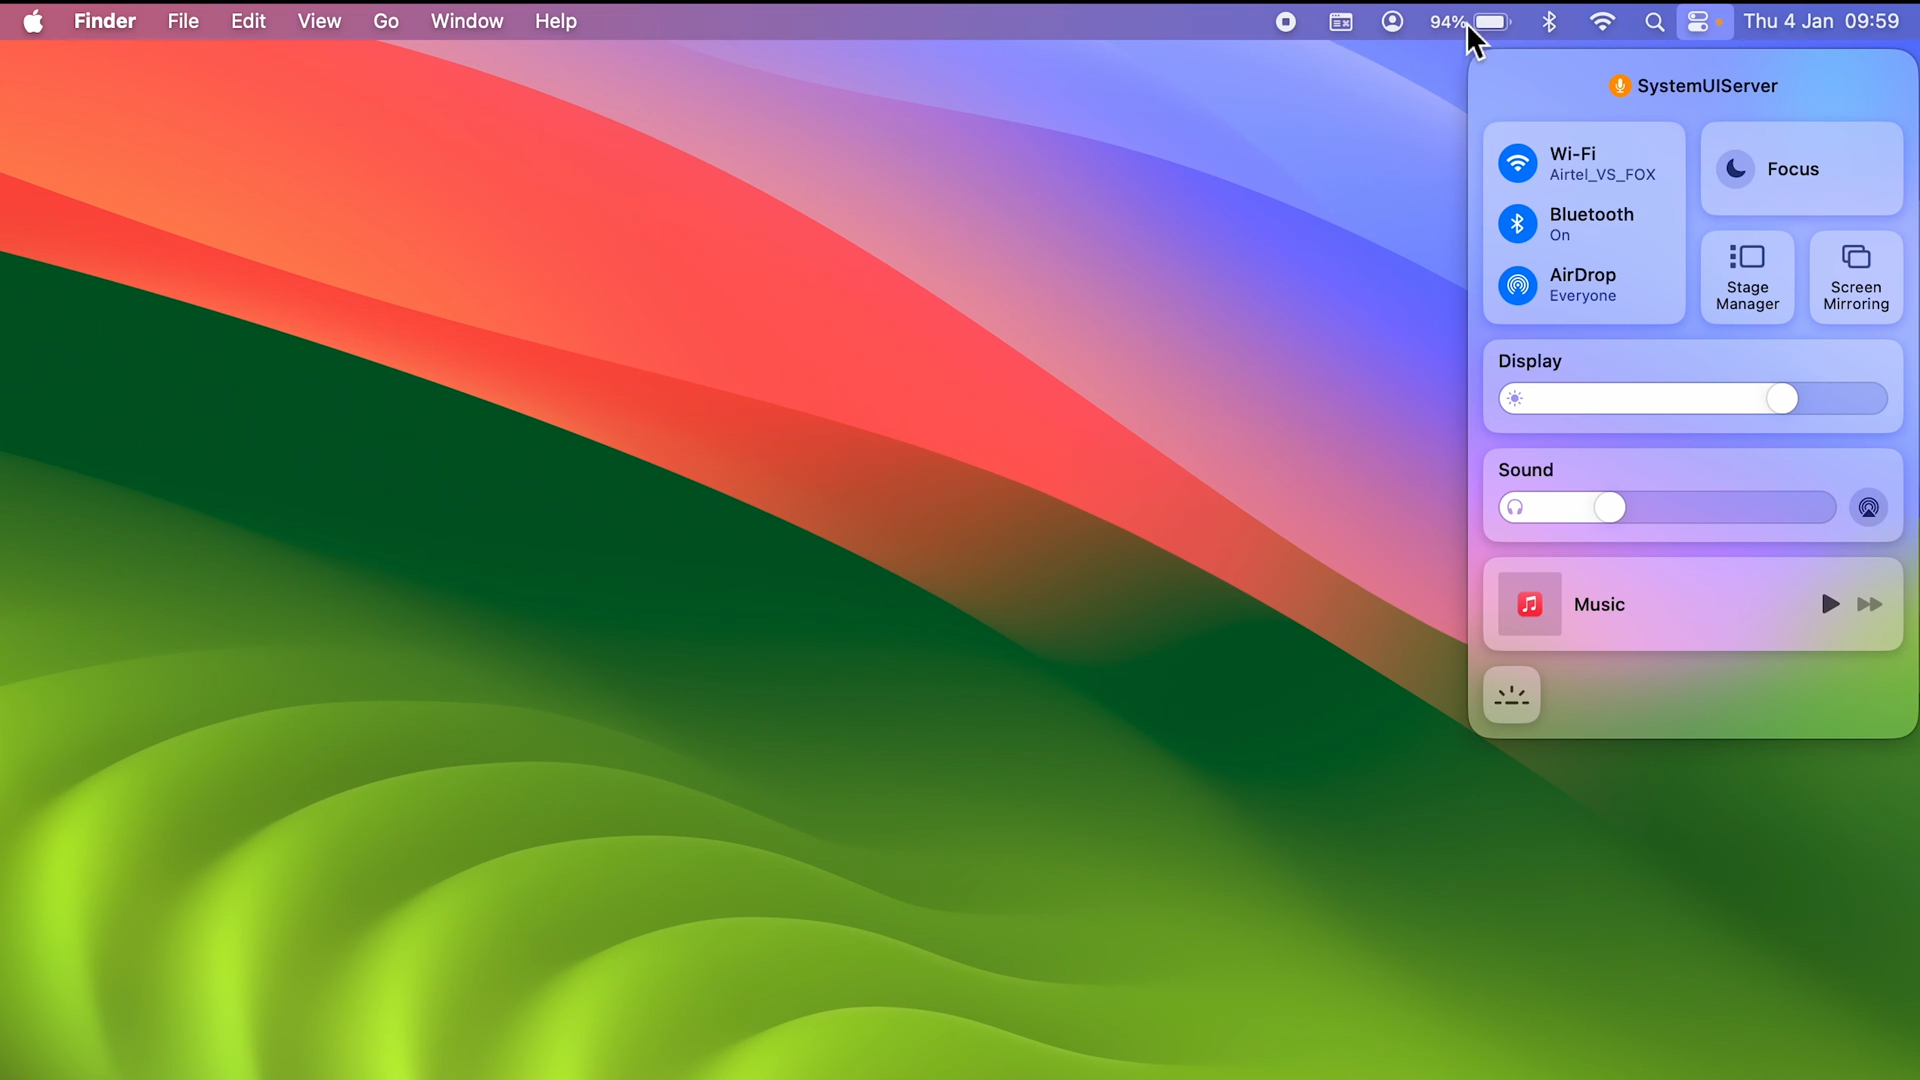 Finder File Edit View Go Window Help 94% Thu 4 Jan 09:59
SystemUIServer
Wi-Fi
Airtel_VS_FOX
Focus
Bluetooth
On
AirDrop
Everyone
Stage
Manager
Screen
Mirroring
Display
Sound
Music